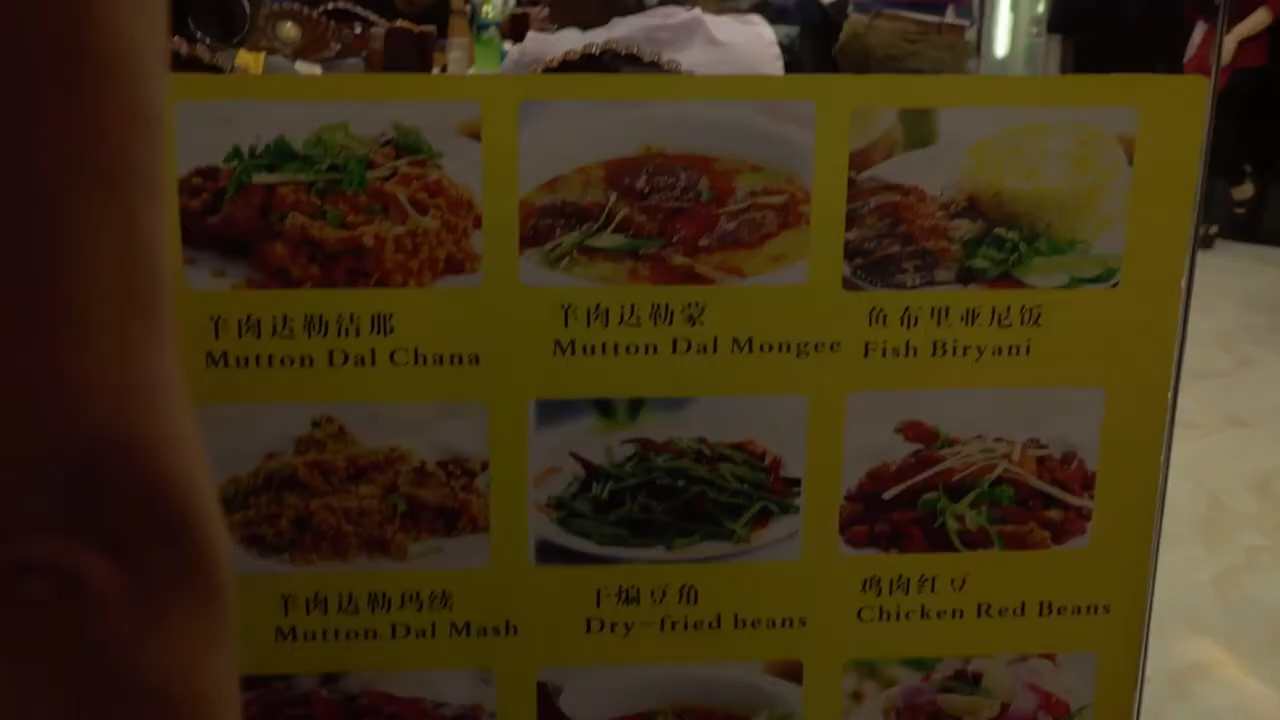 羊肉达勒洁那
Mutton Dal Chana
羊肉达勒蒙
Mutton Dal Mongee
鱼布里亚尼饭
Fish Biryani
羊肉达勒玛续
Mutton Dal Mash
干煸豆角
Dry-fried beans
鸡肉红豆
Chicken Red Beans